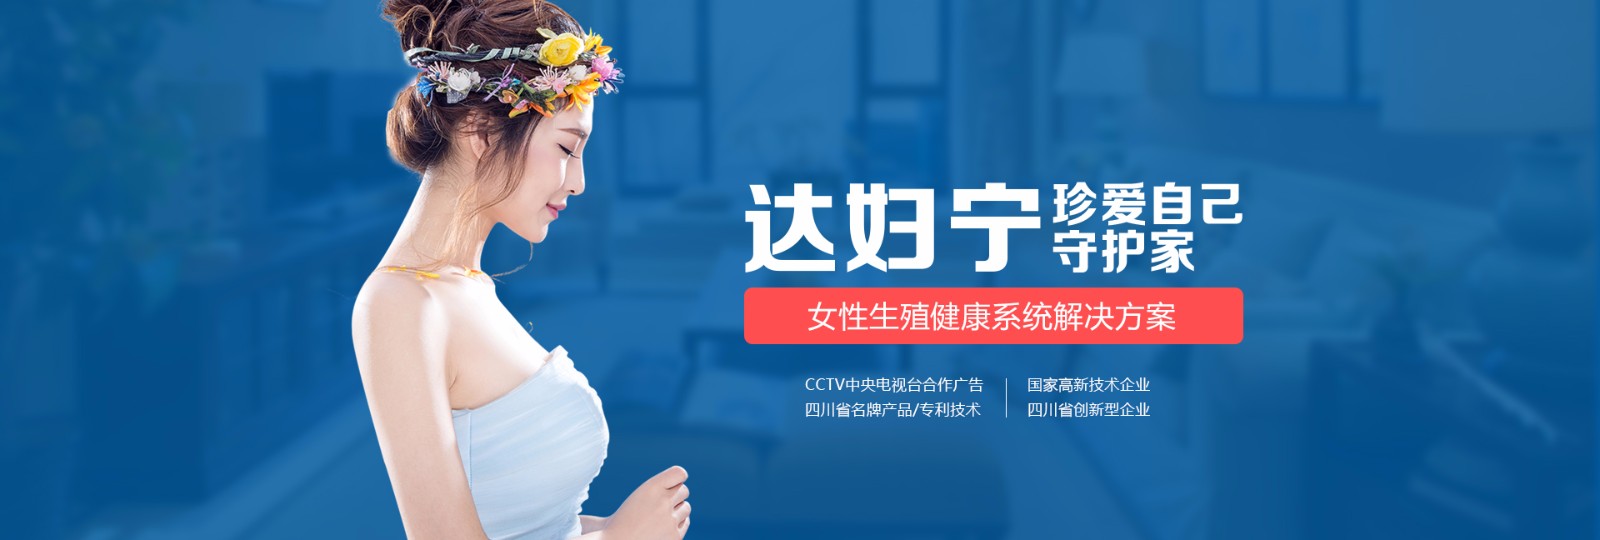 达妇宁
珍爱自己
守护家
女性生殖健康系统解决方案
CCTV中央电视台合作广告
四川省名牌产品/专利技术
国家高新技术企业
四川省创新型企业